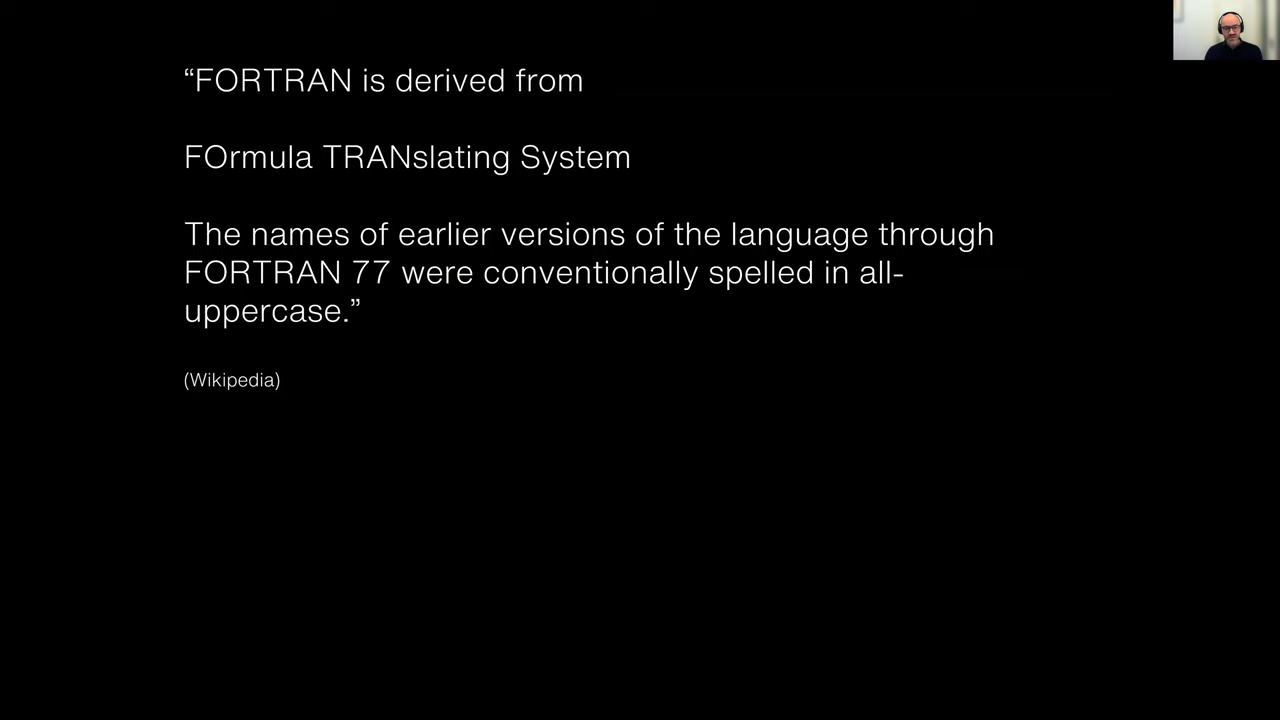 “FORTRAN is derived from
FOrmula TRANslating System
The names of earlier versions of the language through
FORTRAN 77 were conventionally spelled in all-
uppercase.”
(Wikipedia)